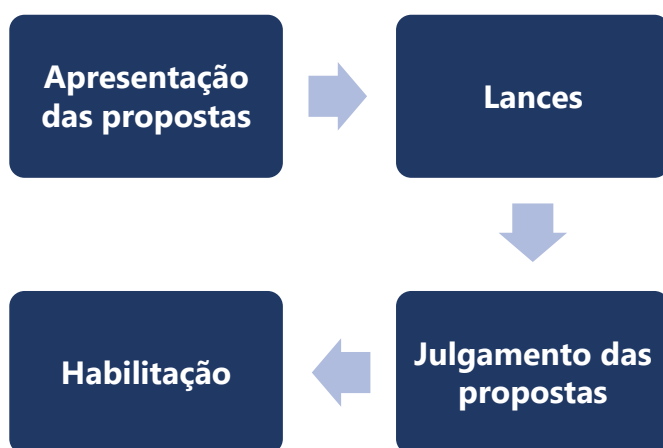 Apresentação
das propostas
Lances
Julgamento das
propostas
Habilitação